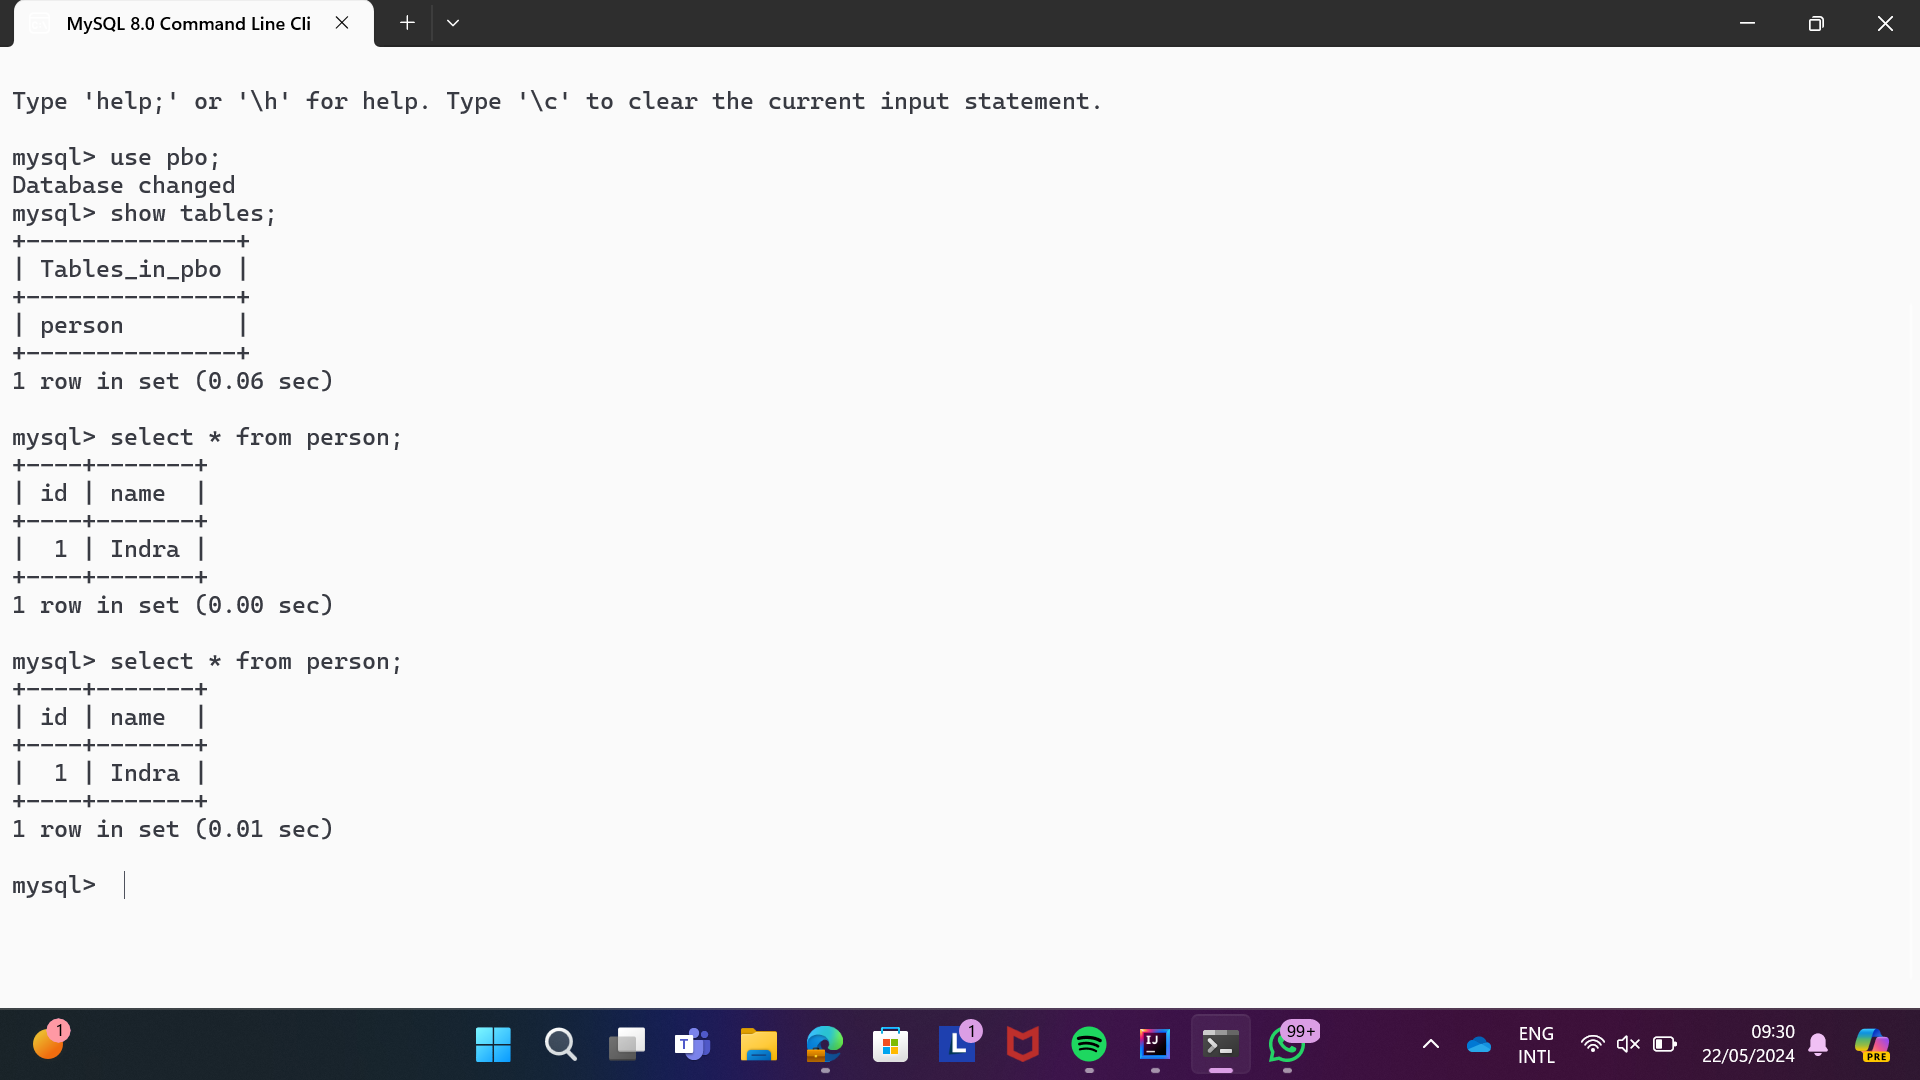 MySQL 8.0 Command Line Cli
Type 'help;' or '\h' for help. Type '\c' to clear the current input statement.
mysql> use pbo;
Database changed
mysql> show tables;
+---------------+
| Tables_in_pbo |
+---------------+
| person        |
+---------------+
1 row in set (0.06 sec)
mysql> select * from person;
+----+-------+
| id | name  |
+----+-------+
|  1 | Indra |
+----+-------+
1 row in set (0.00 sec)
mysql> select * from person;
+----+-------+
| id | name  |
+----+-------+
|  1 | Indra |
+----+-------+
1 row in set (0.01 sec)
mysql>
1
T
L
1
IJ
99+
ENG
INTL
09:30
22/05/2024
PRE